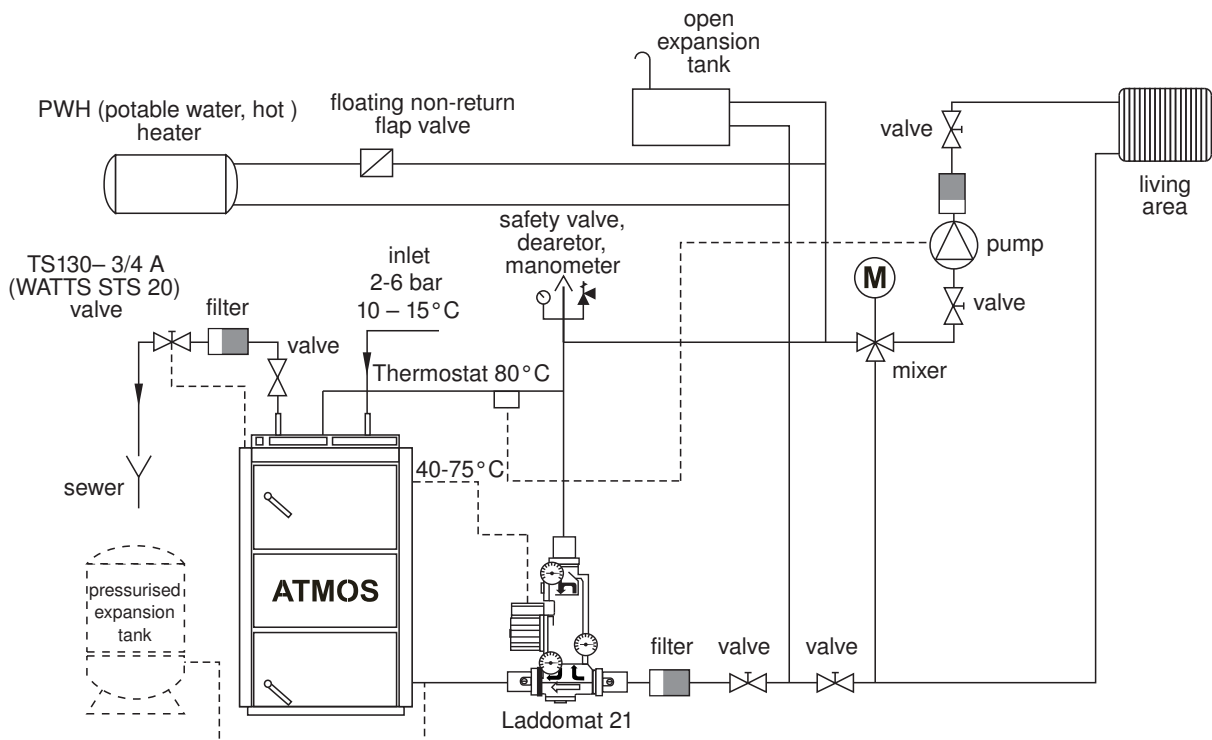 open
expansion
tank
PWH (potable water, hot )
heater
floating non-return
flap valve
valve
living
area
safety valve,
dearetor,
manometer
pump
TS130– 3/4 A
(WATTS STS 20)
valve
inlet
2-6 bar
10 – 15°C
filter
M
valve
valve
mixer
Thermostat 80°C
40-75°C
sewer
pressurised
expansion
tank
ATMOS
filter
valve
valve
Laddomat 21